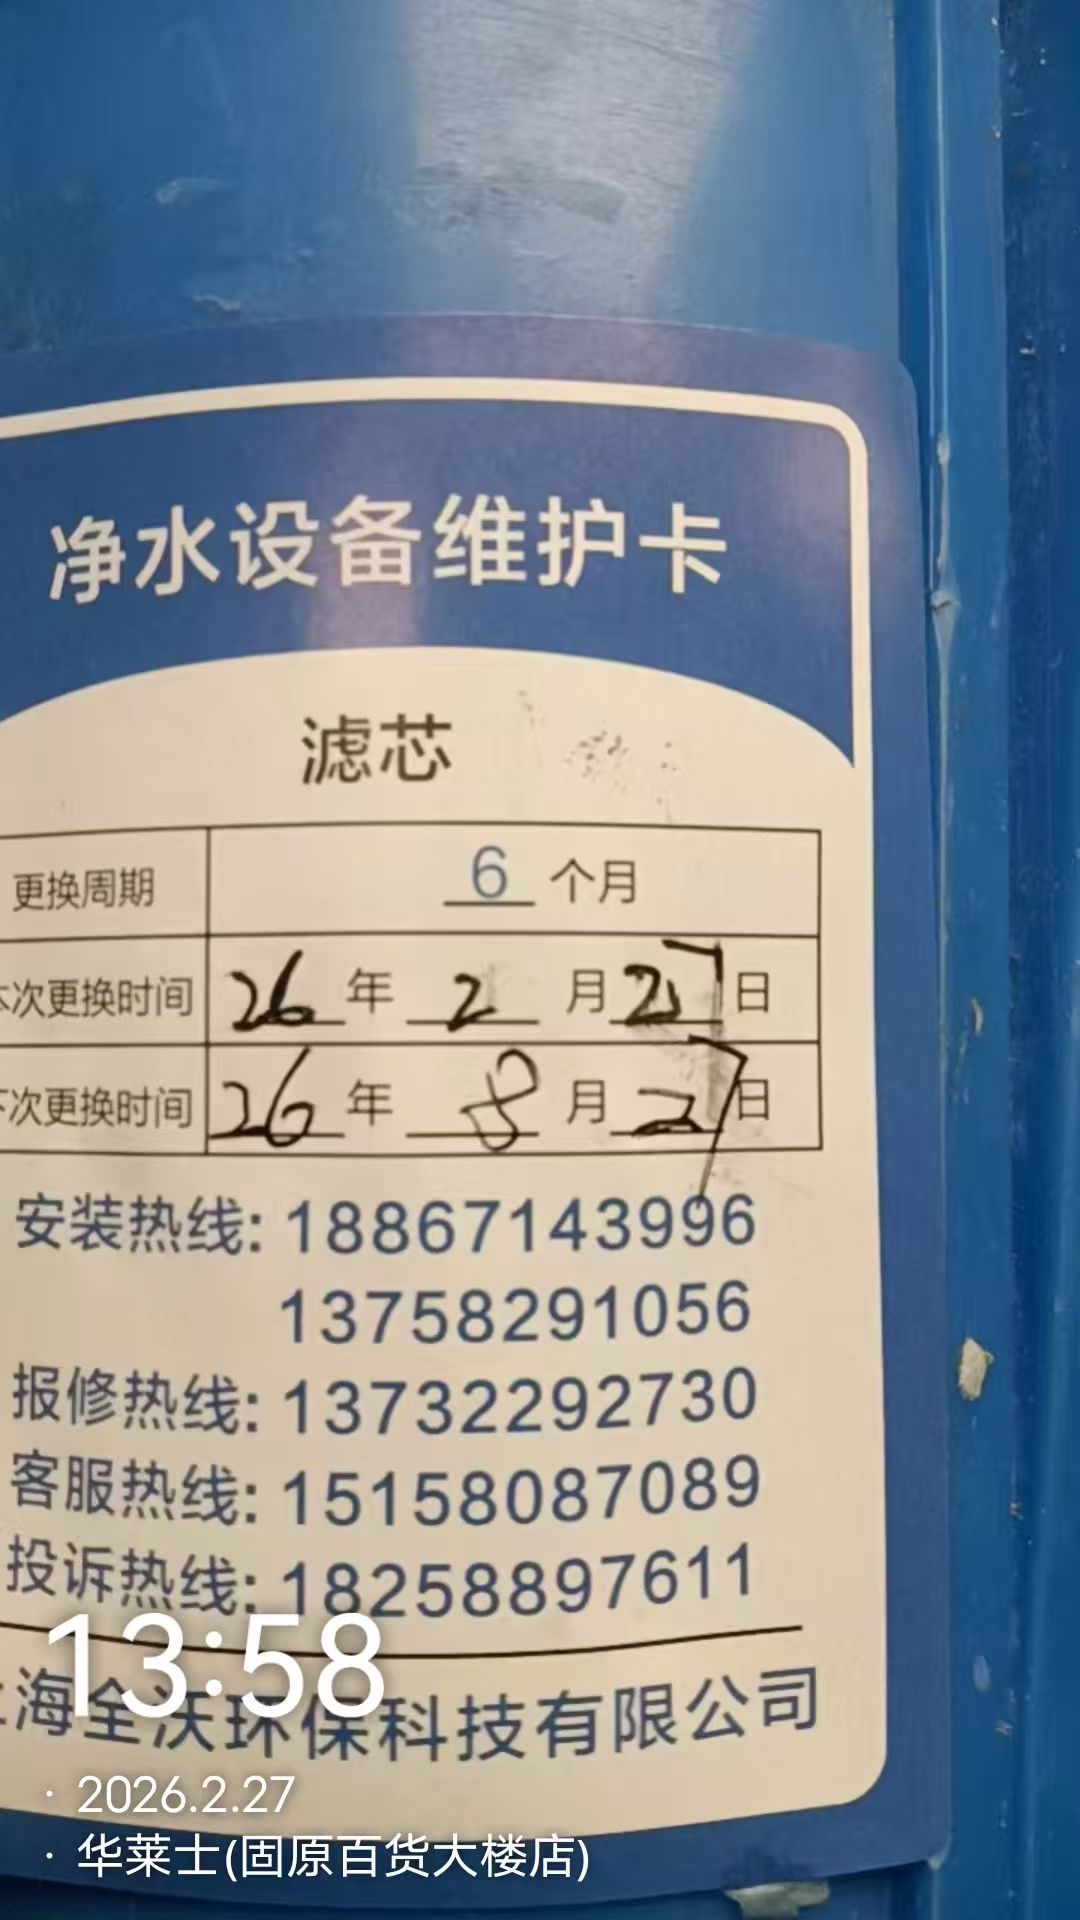 净水设备维护卡
滤芯
更换周期 6 个月
本次更换时间 26 年 2 月 27 日
下次更换时间 26 年 8 月 27 日
安装热线: 18867143996
13758291056
报修热线: 13732292730
客服热线: 15158087089
投诉热线: 18258897611
上海全沃环保科技有限公司
13:58
· 2026.2.27
· 华莱士(固原百货大楼店)